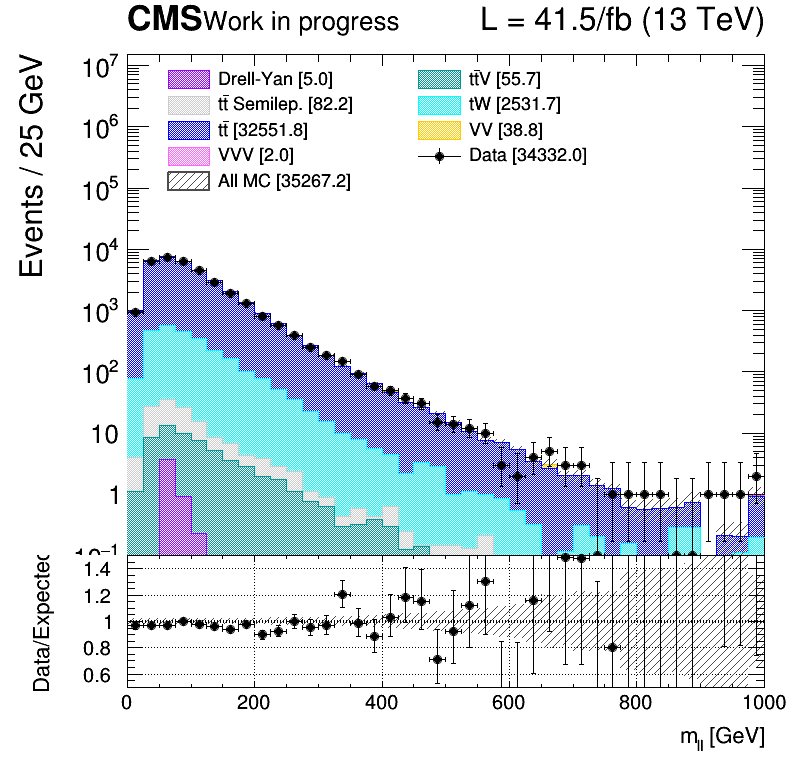 CMS Work in progress L = 41.5/fb (13 TeV)
Events / 25 GeV
10⁷
10⁶
10⁵
10⁴
10³
10²
10
1
10⁻¹
Drell-Yan [5.0]
tt̄ Semilep. [82.2]
tt̄ [32551.8]
VVV [2.0]
All MC [35267.2]
tt̄V [55.7]
tW [2531.7]
VV [38.8]
Data [34332.0]
Data/Expected
1.4
1.2
1
0.8
0.6
0 200 400 600 800 1000
m_ll [GeV]